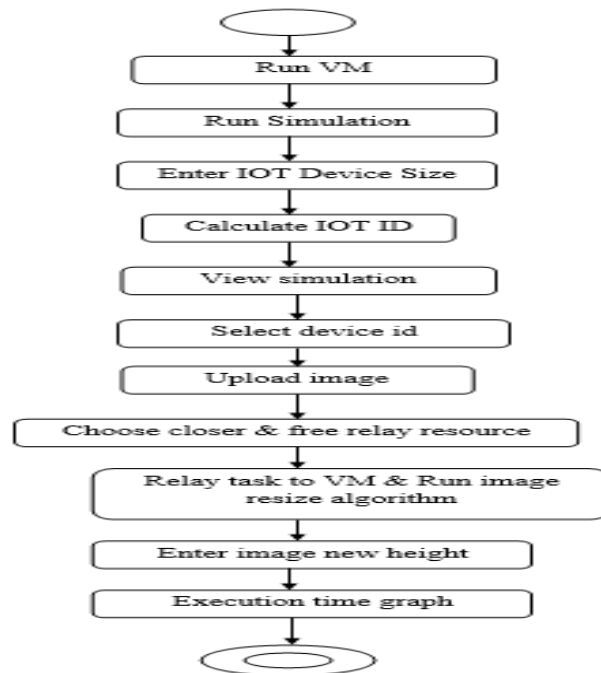 Run VM
Run Simulation
Enter IOT Device Size
Calculate IOT ID
View simulation
Select device id
Upload image
Choose closer & free relay resource
Relay task to VM & Run image
resize algorithm
Enter image new height
Execution time graph